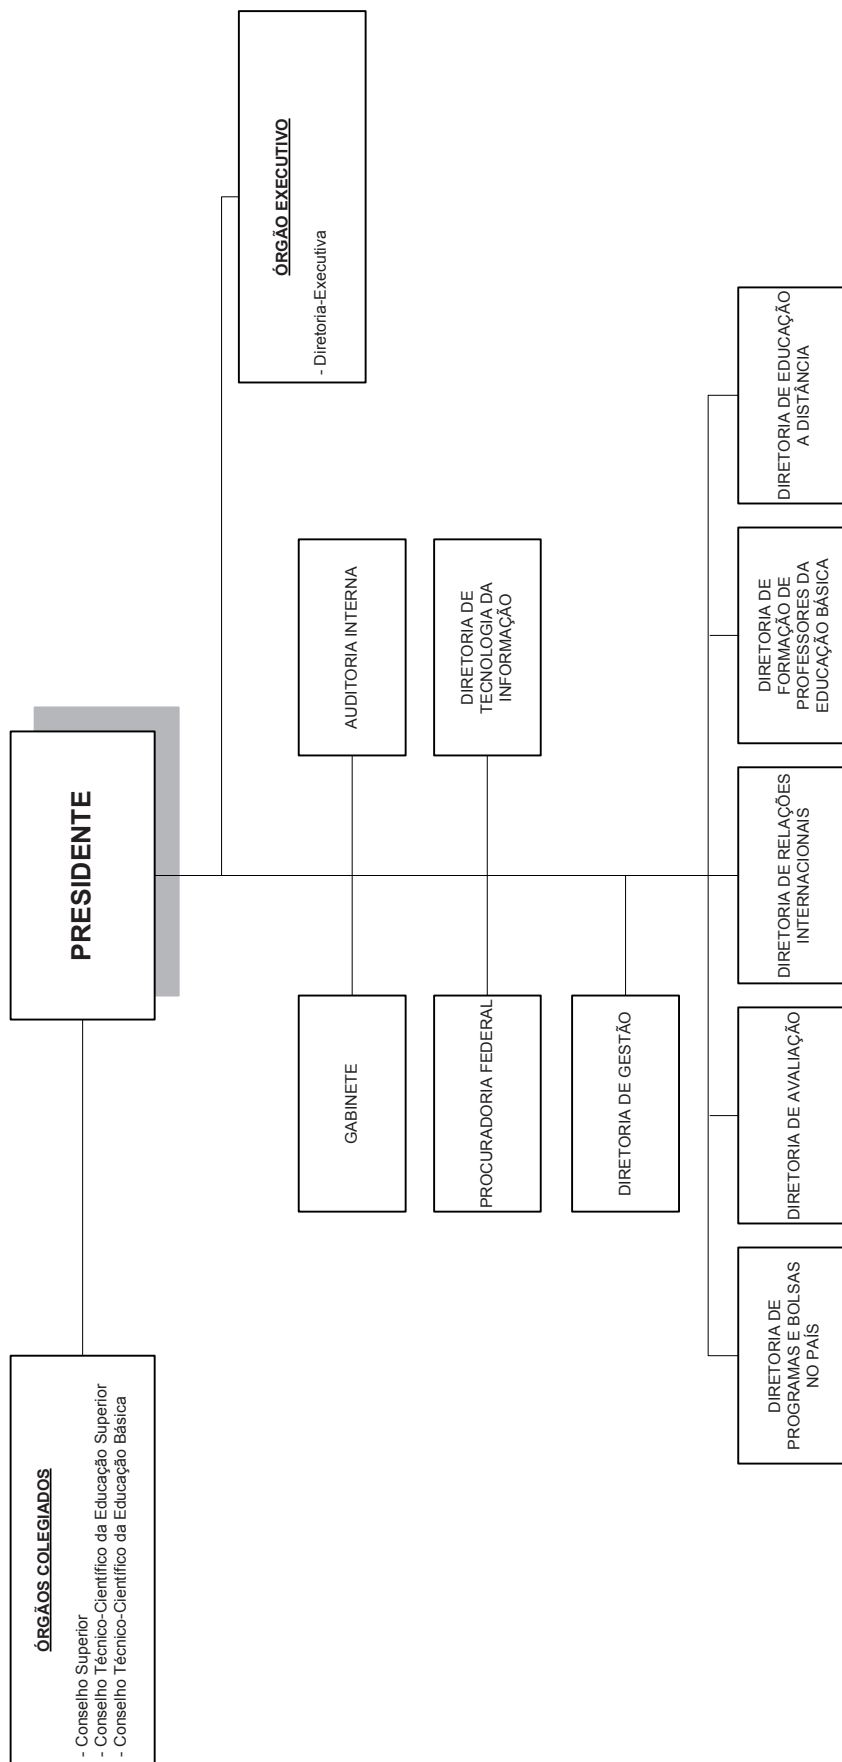 ÓRGÃOS COLEGIADOS
- Conselho Superior
- Conselho Técnico-Científico da Educação Superior
- Conselho Técnico-Científico da Educação Básica
PRESIDENTE
ÓRGÃO EXECUTIVO
- Diretoria-Executiva
GABINETE
AUDITORIA INTERNA
PROCURADORIA FEDERAL
DIRETORIA DE
TECNOLOGIA DA
INFORMAÇÃO
DIRETORIA DE GESTÃO
DIRETORIA DE
PROGRAMAS E BOLSAS
NO PAÍS
DIRETORIA DE AVALIAÇÃO
DIRETORIA DE RELAÇÕES
INTERNACIONAIS
DIRETORIA DE
FORMAÇÃO DE
PROFESSORES DA
EDUCAÇÃO BÁSICA
DIRETORIA DE EDUCAÇÃO
A DISTÂNCIA